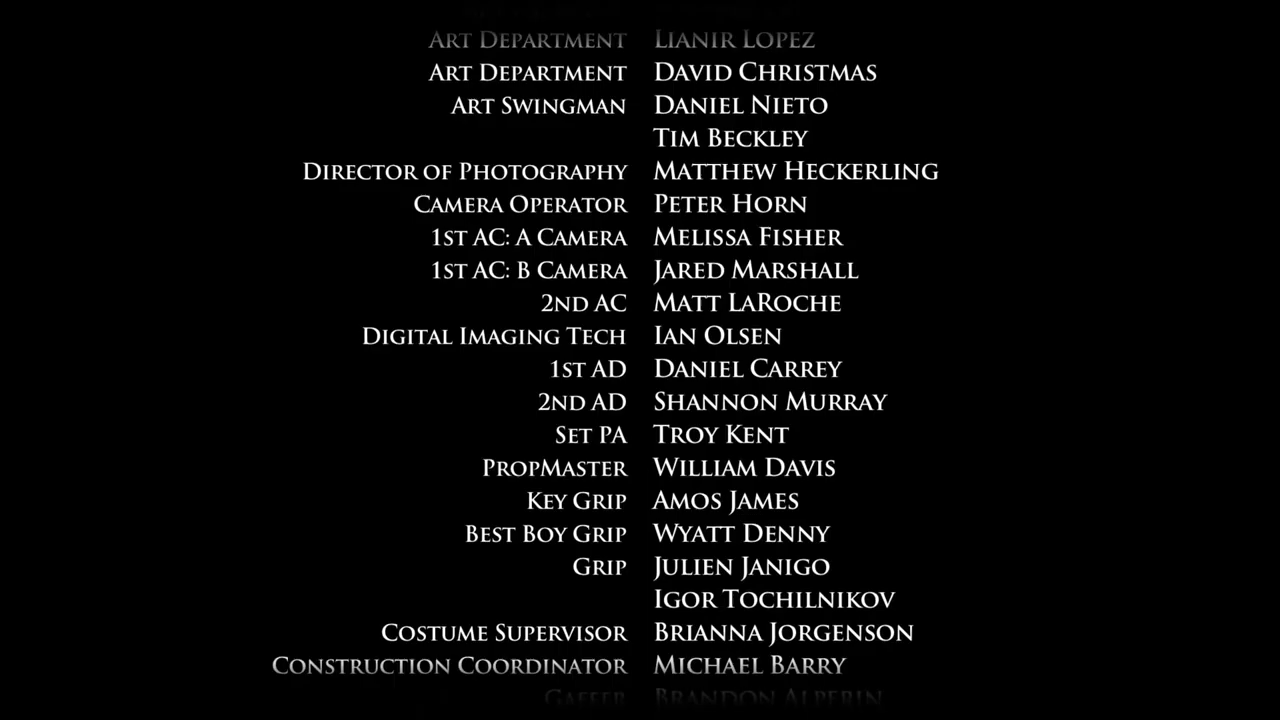 Art Department Lianir Lopez
Art Department David Christmas
Art Swingman Daniel Nieto
Tim Beckley
Director of Photography Matthew Heckerling
Camera Operator Peter Horn
1st AC: A Camera Melissa Fisher
1st AC: B Camera Jared Marshall
2nd AC Matt LaRoche
Digital Imaging Tech Ian Olsen
1st AD Daniel Carrey
2nd AD Shannon Murray
Set PA Troy Kent
PropMaster William Davis
Key Grip Amos James
Best Boy Grip Wyatt Denny
Grip Julien Janigo
Igor Tochilnikov
Costume Supervisor Brianna Jorgenson
Construction Coordinator Michael Barry
Gaffer Brandon Alperin